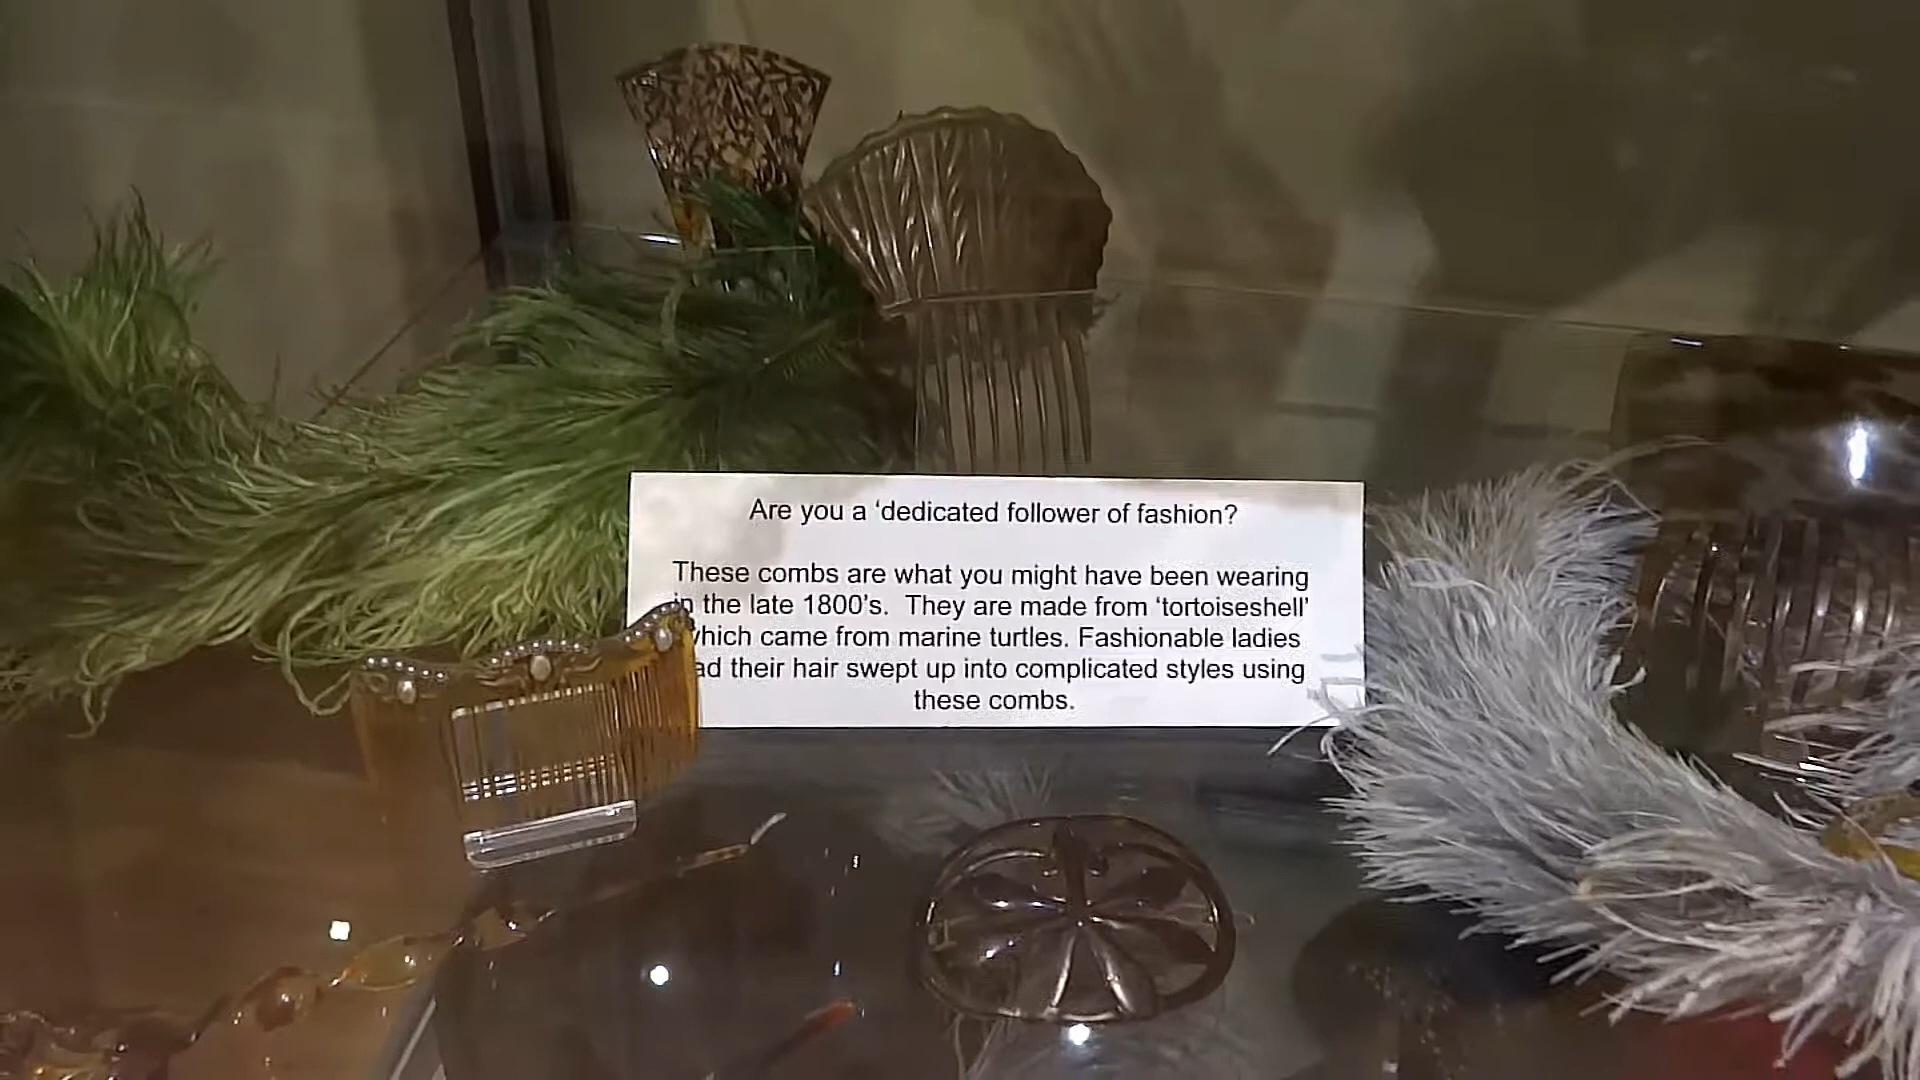 Are you a ‘dedicated follower of fashion?
These combs are what you might have been wearing
in the late 1800’s. They are made from ‘tortoiseshell’
which came from marine turtles. Fashionable ladies
had their hair swept up into complicated styles using
these combs.